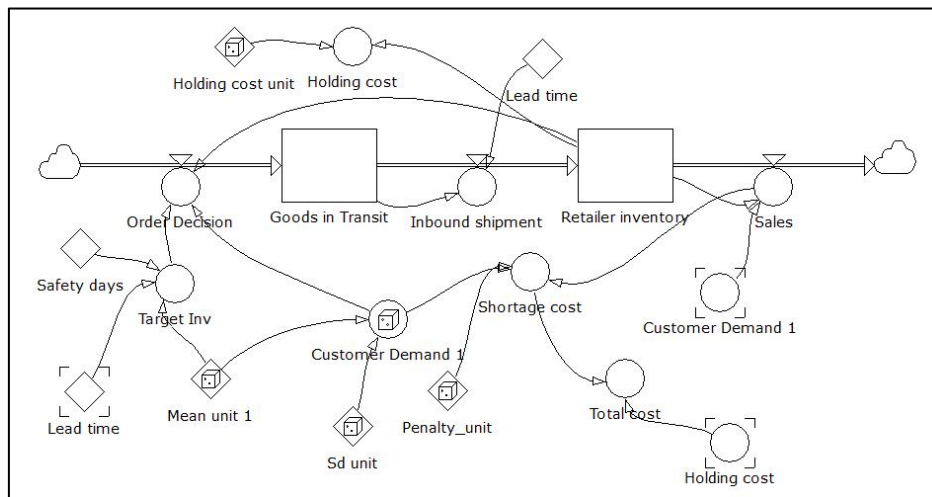 Holding cost unit
Holding cost
Lead time
Order Decision
Goods in Transit
Inbound shipment
Retailer inventory
Sales
Safety days
Target Inv
Shortage cost
Customer Demand 1
Customer Demand 1
Mean unit 1
Penalty_unit
Total cost
Lead time
Sd unit
Holding cost